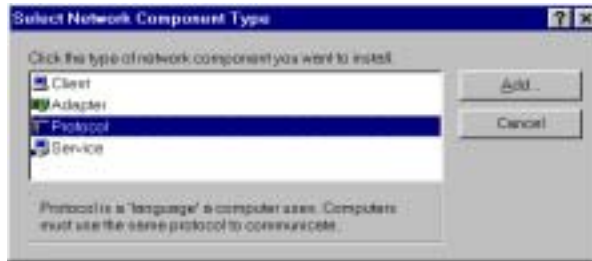 Select Network Component Type
Click the type of network component you want to install:
Client
Adapter
Protocol
Service
Add...
Cancel
Protocol is a 'language' a computer uses. Computers
must use the same protocol to communicate.